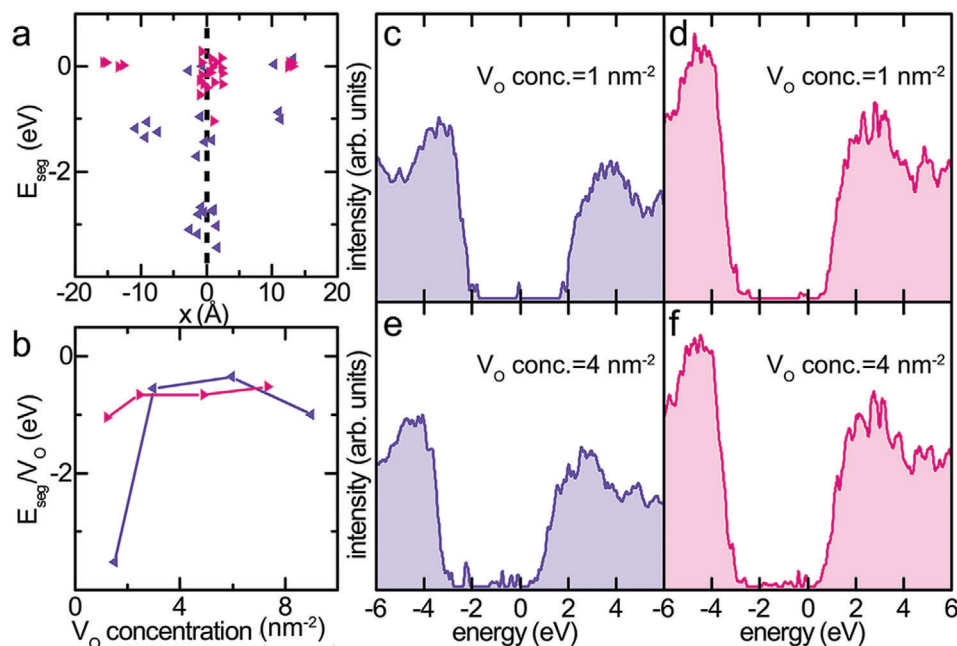 a
E_seg (eV)
0
-2
-20 -10 0 10 20
x (Å)
b
E_seg/V_O (eV)
0
-2
0 4 8
V_O concentration (nm⁻²)
c
V_O conc.=1 nm⁻²
intensity (arb. units)
d
V_O conc.=1 nm⁻²
e
V_O conc.=4 nm⁻²
intensity (arb. units)
-6 -4 -2 0 2 4 6
energy (eV)
f
V_O conc.=4 nm⁻²
-4 -2 0 2 4 6
energy (eV)